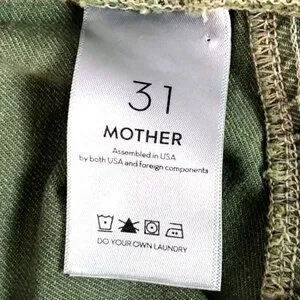 31
MOTHER
Assembled in USA
by both USA and foreign components
DO YOUR OWN LAUNDRY